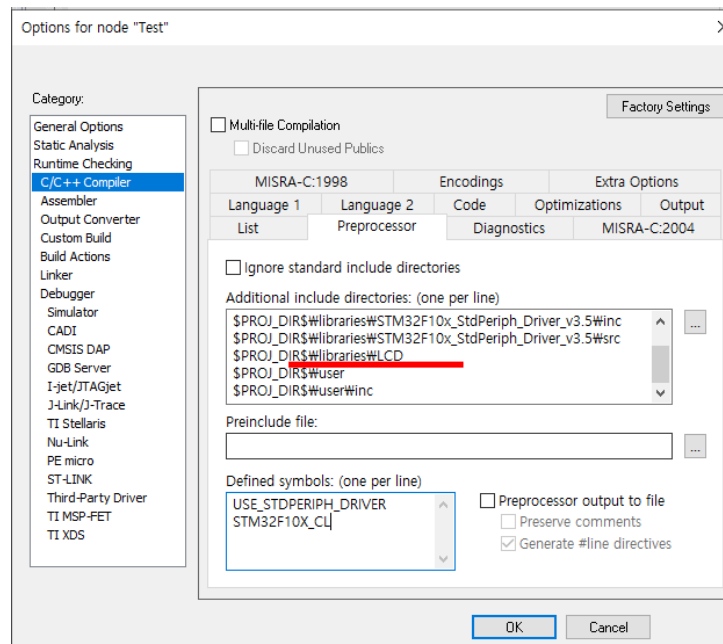 Options for node "Test"
Category:
General Options
Static Analysis
Runtime Checking
C/C++ Compiler
Assembler
Output Converter
Custom Build
Build Actions
Linker
Debugger
Simulator
CADI
CMSIS DAP
GDB Server
I-jet/JTAGjet
J-Link/J-Trace
TI Stellaris
Nu-Link
PE micro
ST-LINK
Third-Party Driver
TI MSP-FET
TI XDS
Factory Settings
Multi-file Compilation
Discard Unused Publics
MISRA-C:1998 Encodings Extra Options
Language 1 Language 2 Code Optimizations Output
List Preprocessor Diagnostics MISRA-C:2004
Ignore standard include directories
Additional include directories: (one per line)
$PROJ_DIR$₩libraries₩STM32F10x_StdPeriph_Driver_v3.5₩inc
$PROJ_DIR$₩libraries₩STM32F10x_StdPeriph_Driver_v3.5₩src
$PROJ_DIR$₩libraries₩LCD
$PROJ_DIR$₩user
$PROJ_DIR$₩user₩inc
...
Preinclude file:
...
Defined symbols: (one per line)
USE_STDPERIPH_DRIVER
STM32F10X_CL
Preprocessor output to file
Preserve comments
Generate #line directives
OK Cancel